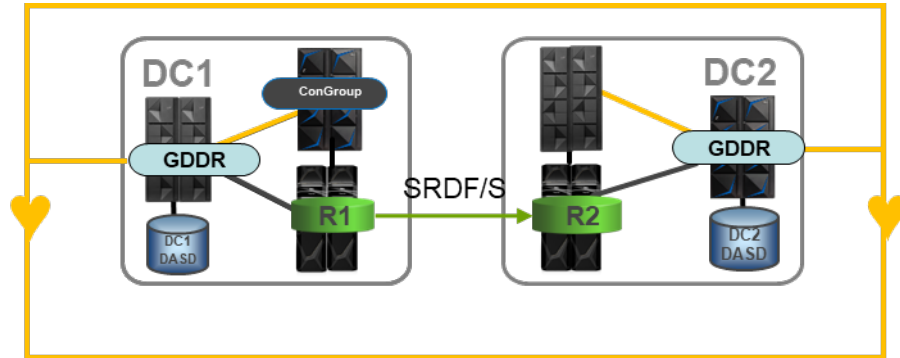 DC1
ConGroup
GDDR
R1
DC1
DASD
SRDF/S
DC2
GDDR
R2
DC2
DASD